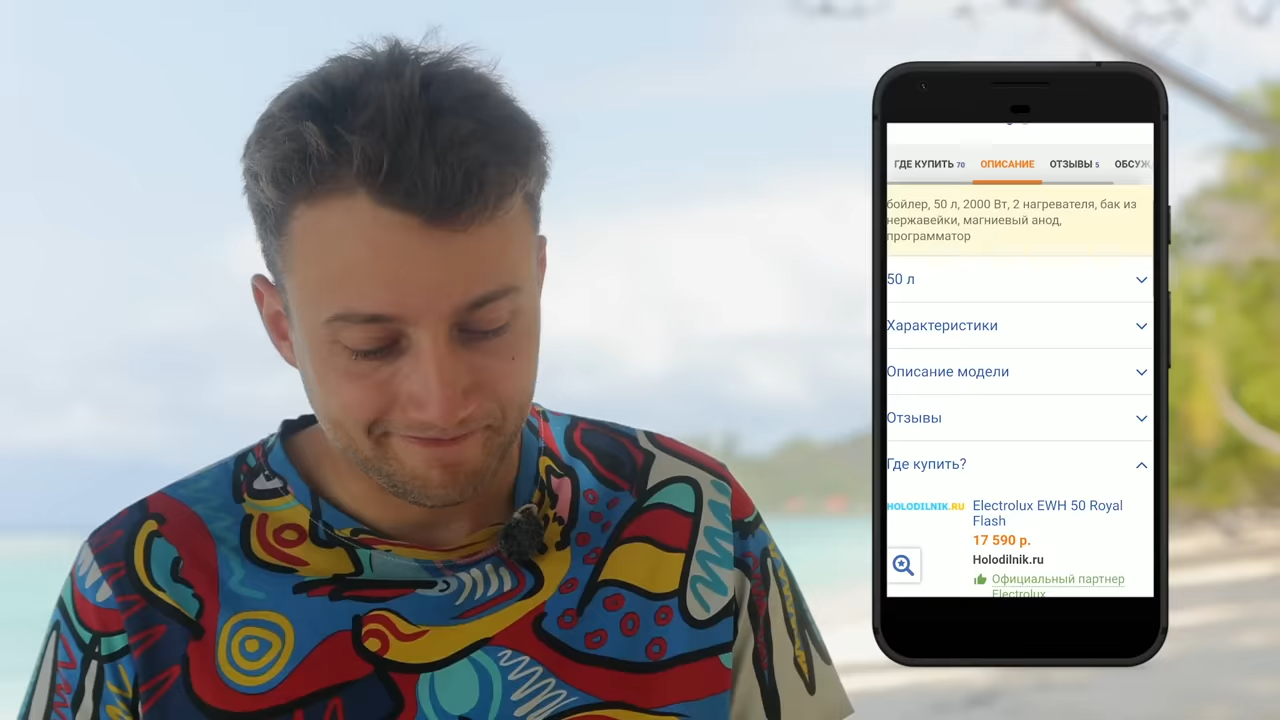 ГДЕ КУПИТЬ 70 ОПИСАНИЕ ОТЗЫВЫ 5
бойлер, 50 л, 2000 Вт, 2 нагревателя, бак из
нержавейки, магниевый анод,
программатор
50 л
Характеристики
Описание модели
Отзывы
Где купить?
HOLODILNIK.RU
Electrolux EWH 50 Royal
Flash
17 590 р.
Holodilnik.ru
Официальный партнер
Electrolux